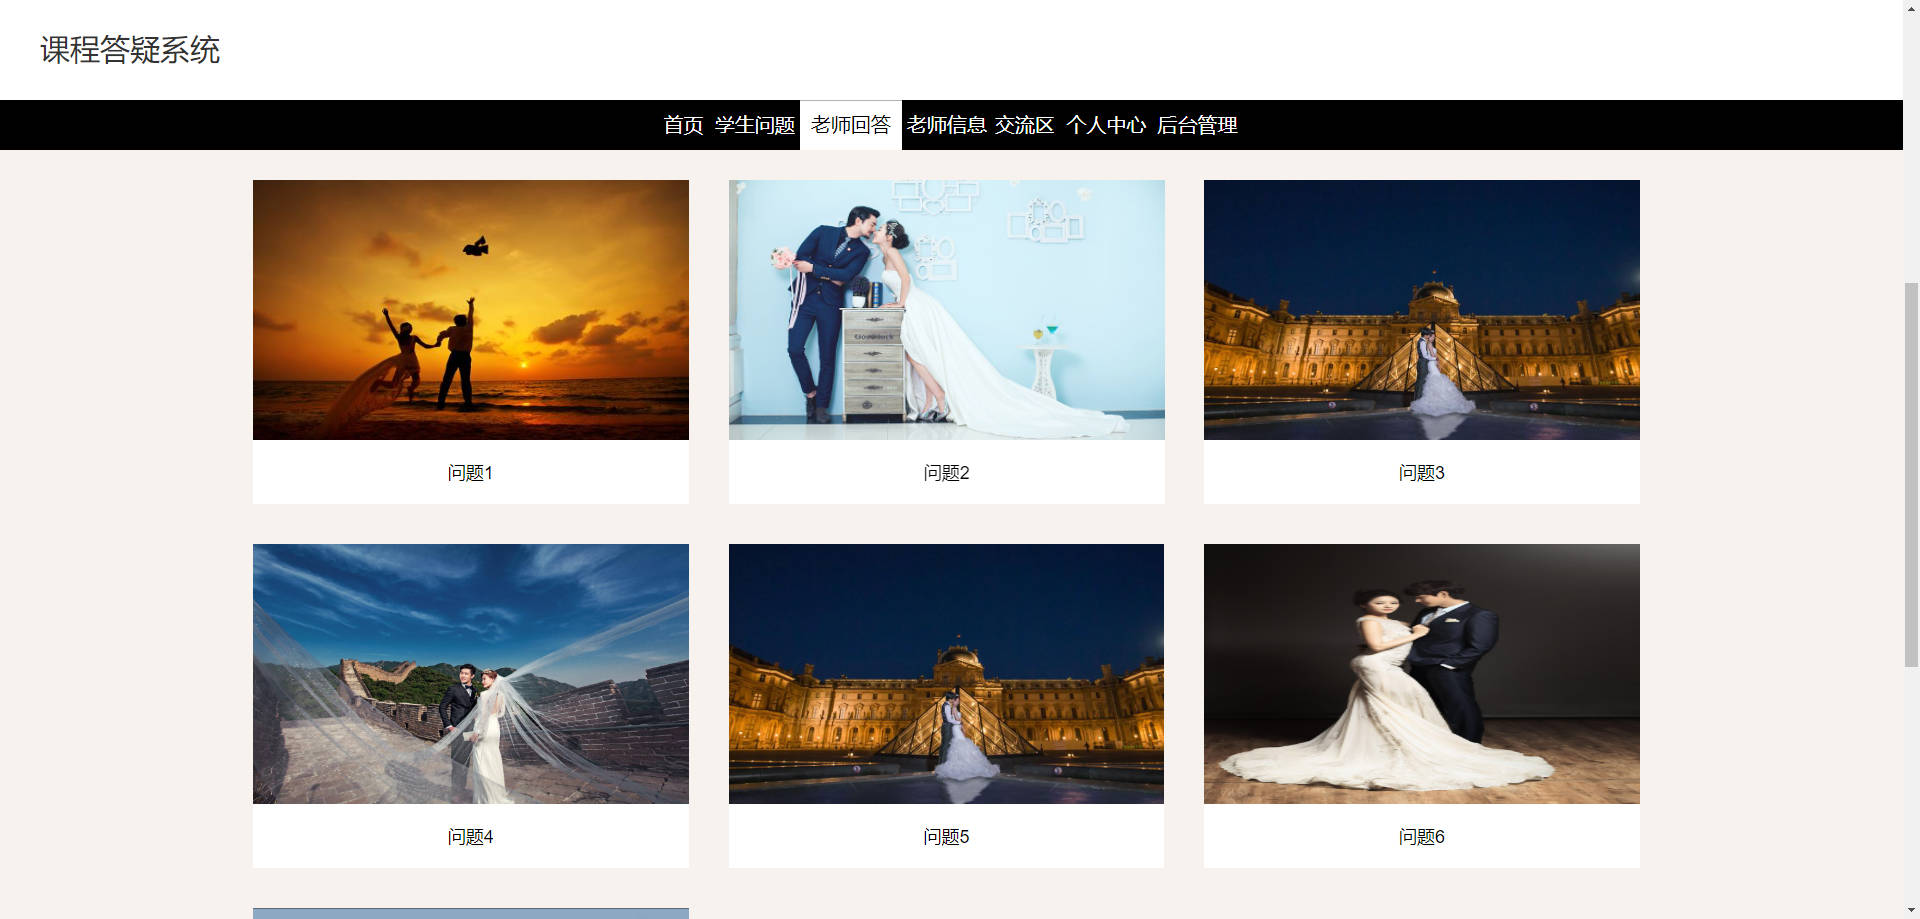 课程答疑系统
首页 学生问题 老师回答 老师信息 交流区 个人中心 后台管理
问题1 问题2 问题3
问题4 问题5 问题6